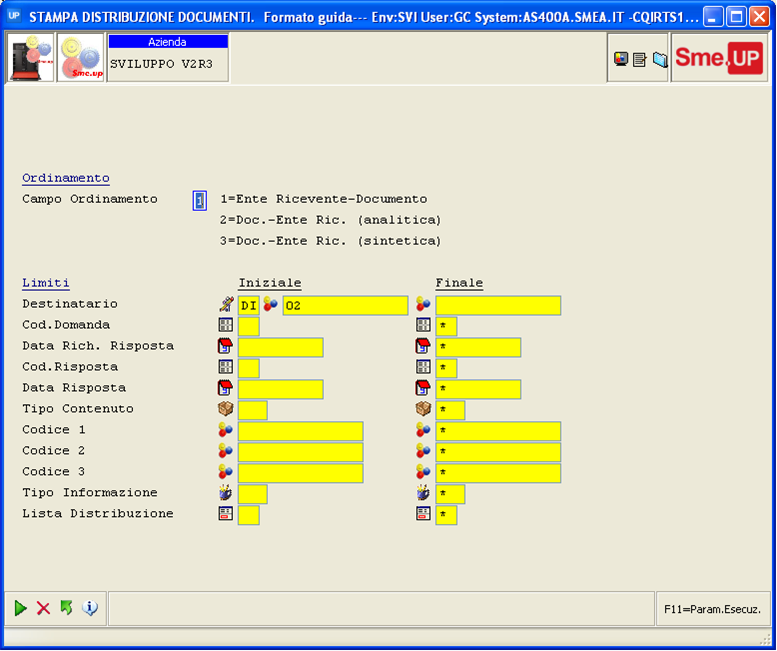 UP STAMPA DISTRIBUZIONE DOCUMENTI. Formato guida--- Env:SVI User:GC System:AS400A.SMEA.IT -CQIRTS1...
Sme.up
Azienda
SVILUPPO V2R3
Sme.UP
Ordinamento
Campo Ordinamento 1 1=Ente Ricevente-Documento
2=Doc.-Ente Ric. (analitica)
3=Doc.-Ente Ric. (sintetica)
Limiti Iniziale Finale
Destinatario DI 02
Cod.Domanda *
Data Rich. Risposta *
Cod.Risposta *
Data Risposta *
Tipo Contenuto *
Codice 1 *
Codice 2 *
Codice 3 *
Tipo Informazione *
Lista Distribuzione *
F11=Param.Esecuz.